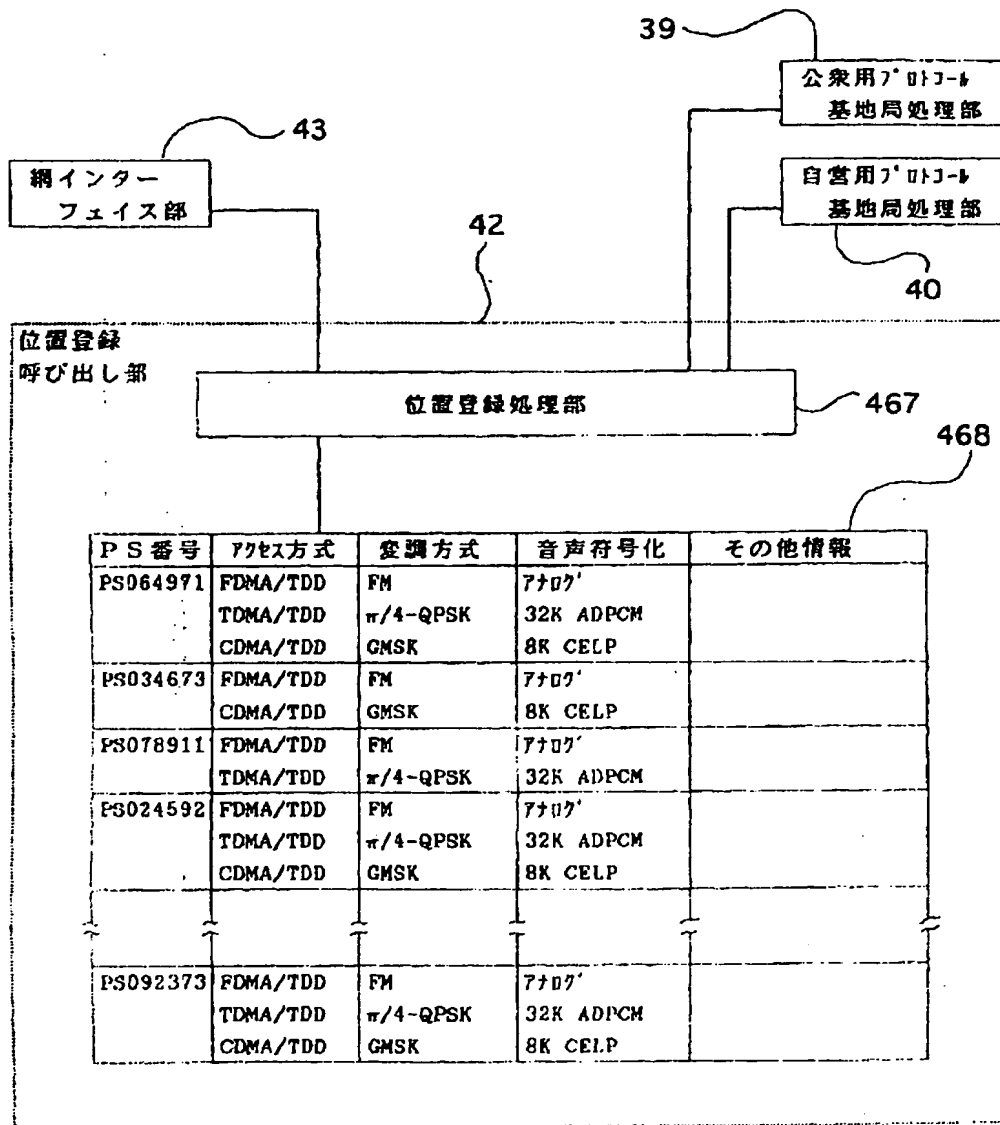 39
公衆用プロトコール
基地局処理部
43
網インター
フェイス部
自営用プロトコール
基地局処理部
42
40
位置登録
呼び出し部
位置登録処理部
467
468
PS番号 アクセス方式 変調方式 音声符号化 その他情報
PS064971 FDMA/TDD FM アナログ
TDMA/TDD π/4-QPSK 32K ADPCM
CDMA/TDD GMSK 8K CELP
PS034673 FDMA/TDD FM アナログ
CDMA/TDD GMSK 8K CELP
PS078911 FDMA/TDD FM アナログ
TDMA/TDD π/4-QPSK 32K ADPCM
PS024592 FDMA/TDD FM アナログ
TDMA/TDD π/4-QPSK 32K ADPCM
CDMA/TDD GMSK 8K CELP
PS092373 FDMA/TDD FM アナログ
TDMA/TDD π/4-QPSK 32K ADPCM
CDMA/TDD GMSK 8K CELP